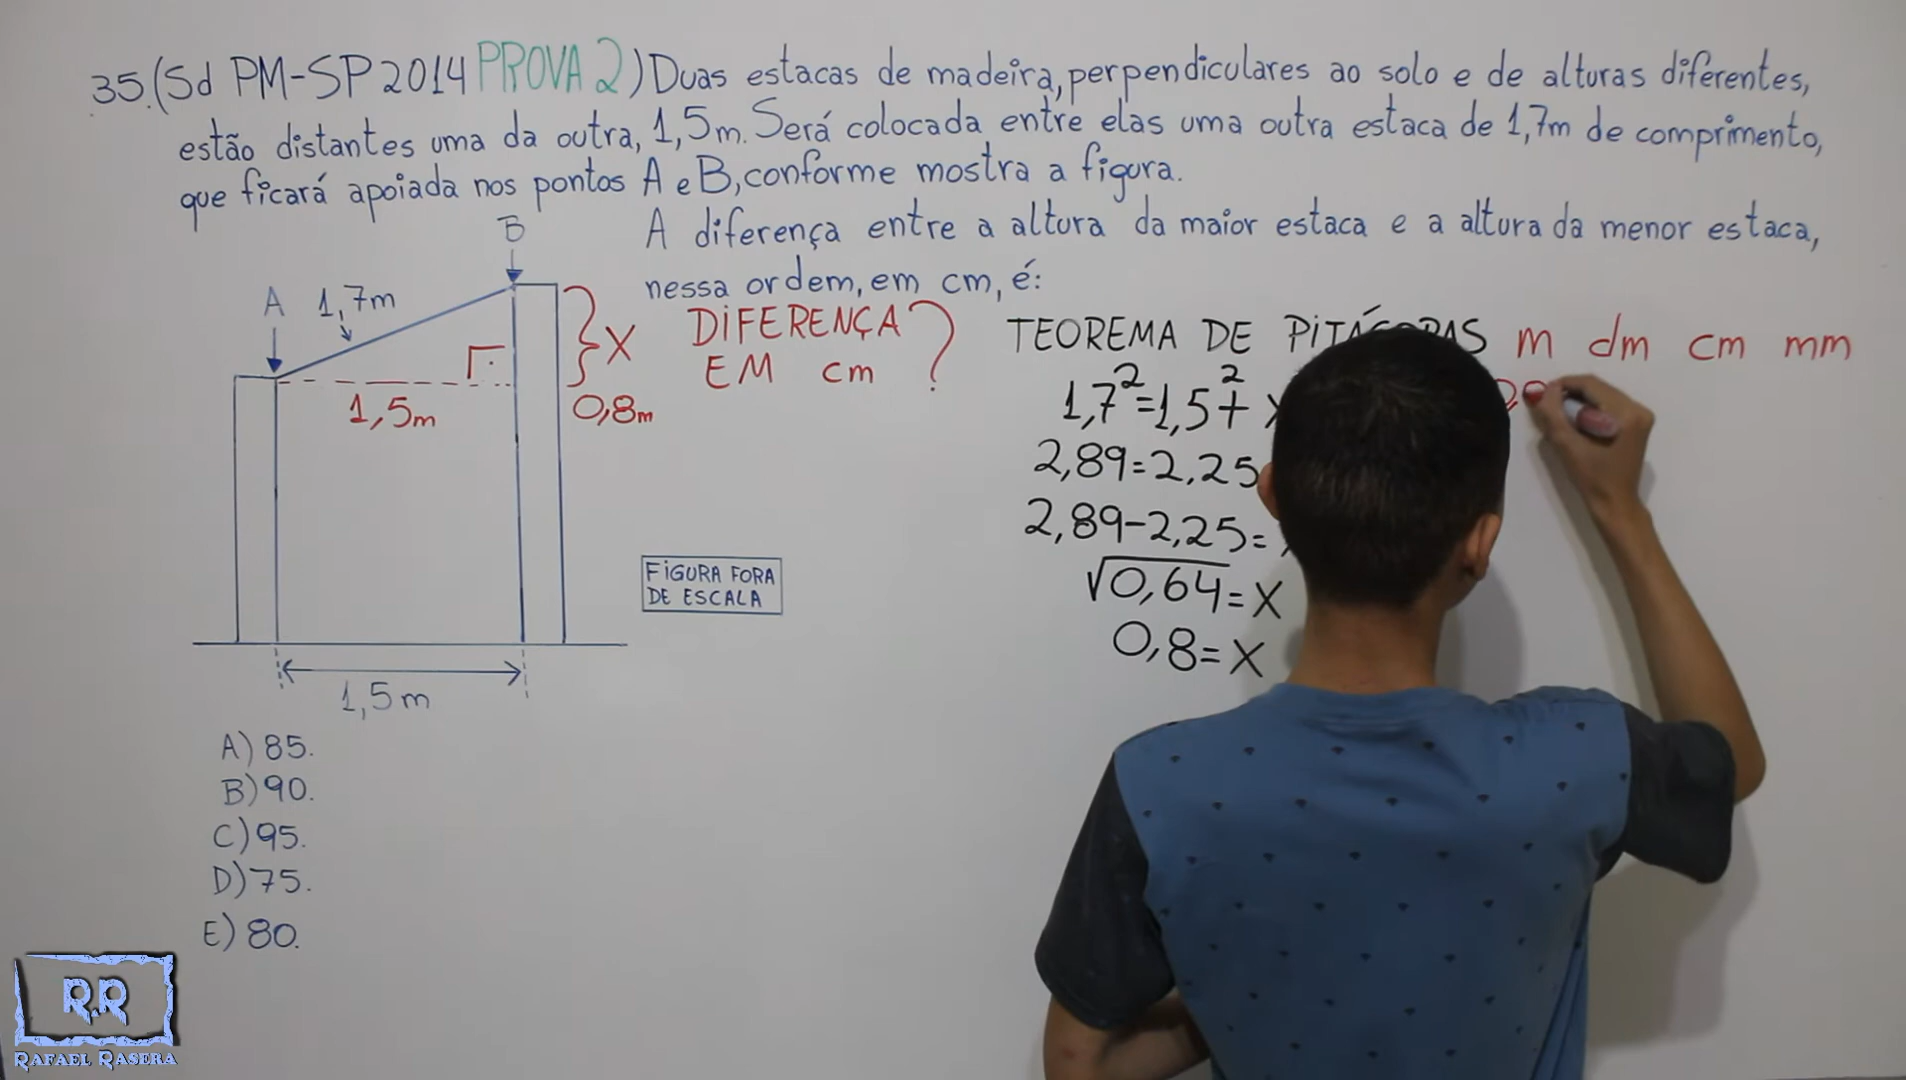 35.(Sd PM-SP 2014 PROVA 2) Duas estacas de madeira, perpendiculares ao solo e de alturas diferentes,
estão distantes uma da outra, 1,5m. Será colocada entre elas uma outra estaca de 1,7m de comprimento,
que ficará apoiada nos pontos A e B, conforme mostra a figura.
A diferença entre a altura da maior estaca e a altura da menor estaca,
nessa ordem, em cm, é:
B
A 1,7m
X
1,5m
0,8m
DIFERENÇA
EM cm ?
FIGURA FORA
DE ESCALA
1,5m
A) 85.
B) 90.
C) 95.
D) 75.
E) 80.
TEOREMA DE PITÁGORAS
1,7²=1,5²+
2,89=2,25
2,89-2,25=
√0,64=X
0,8=X
m dm cm mm
R.R
RAFAEL RASERA